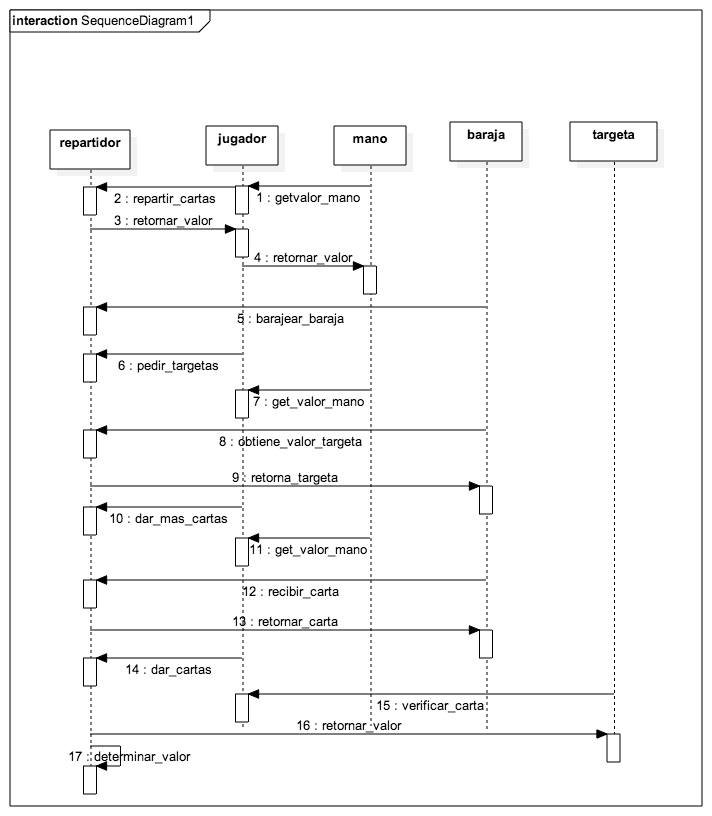 interaction SequenceDiagram1
repartidor
jugador
mano
baraja
targeta
1 : getvalor_mano
2 : repartir_cartas
3 : retornar_valor
4 : retornar_valor
5 : barajear_baraja
6 : pedir_targetas
7 : get_valor_mano
8 : obtiene_valor_targeta
9 : retorna_targeta
10 : dar_mas_cartas
11 : get_valor_mano
12 : recibir_carta
13 : retornar_carta
14 : dar_cartas
15 : verificar_carta
16 : retornar_valor
17 : determinar_valor